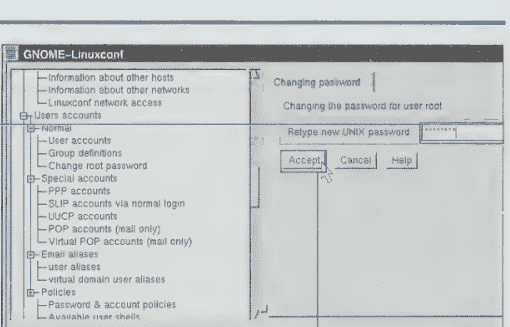 GNOME-Linuxconf
Information about other hosts
Information about other networks
Linuxconf network access
Users accounts
Normal
User accounts
Group definitions
Change root password
Special accounts
PPP accounts
SLIP accounts via normal login
UUCP accounts
POP accounts (mail only)
Virtual POP accounts (mail only)
Email aliases
user aliases
virtual domain user aliases
Policies
Password & account policies
Available user shells
Changing password
Changing the password for user root
Retype new UNIX password *******
Accept Cancel Help